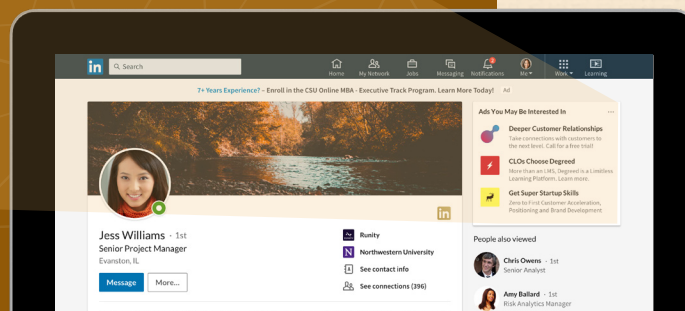 in
Search
Home
My Network
Jobs
Messaging
Notifications
Me
Work
Learning
7+ Years Experience? – Enroll in the CSU Online MBA - Executive Track Program. Learn More Today! Ad
Ads You May Be Interested In
Deeper Customer Relationships
Take connections with customers to
the next level. Call for a free trial!
CLOs Choose Degreed
More than an LMS, Degreed is a Limitless
Learning Platform. Learn more.
Get Super Startup Skills
Zero to First Customer Acceleration,
Positioning and Brand Development
in
Jess Williams · 1st
Senior Project Manager
Evanston, IL
Message
More...
Runity
N
Northwestern University
See contact info
See connections (396)
People also viewed
Chris Owens · 1st
Senior Analyst
Amy Ballard · 1st
Risk Analytics Manager